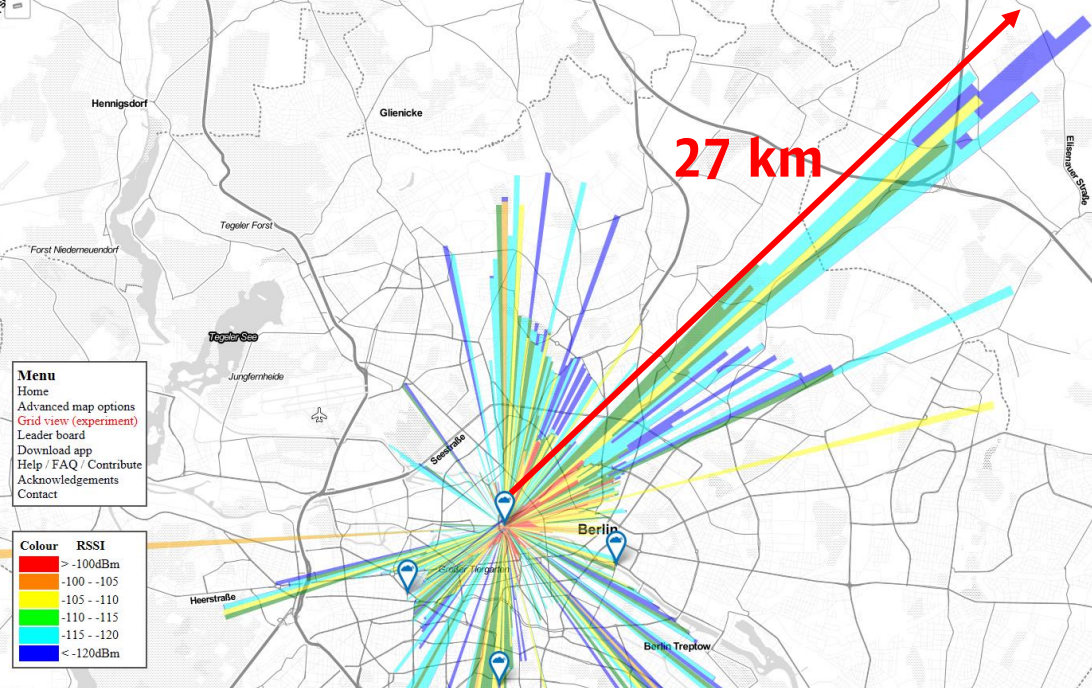 Hennigsdorf
Glienicke
27 km
Elisenauer Straße
Tegeler Forst
Forst Niederneuendorf
Tegeler See
Jungfernheide
Menu
Home
Advanced map options
Grid view (experiment)
Leader board
Download app
Help / FAQ / Contribute
Acknowledgements
Contact
Seestraße
Berlin
Großer Tiergarten
Heerstraße
Berlin Treptow
Colour RSSI
> -100dBm
-100 - -105
-105 - -110
-110 - -115
-115 - -120
< -120dBm